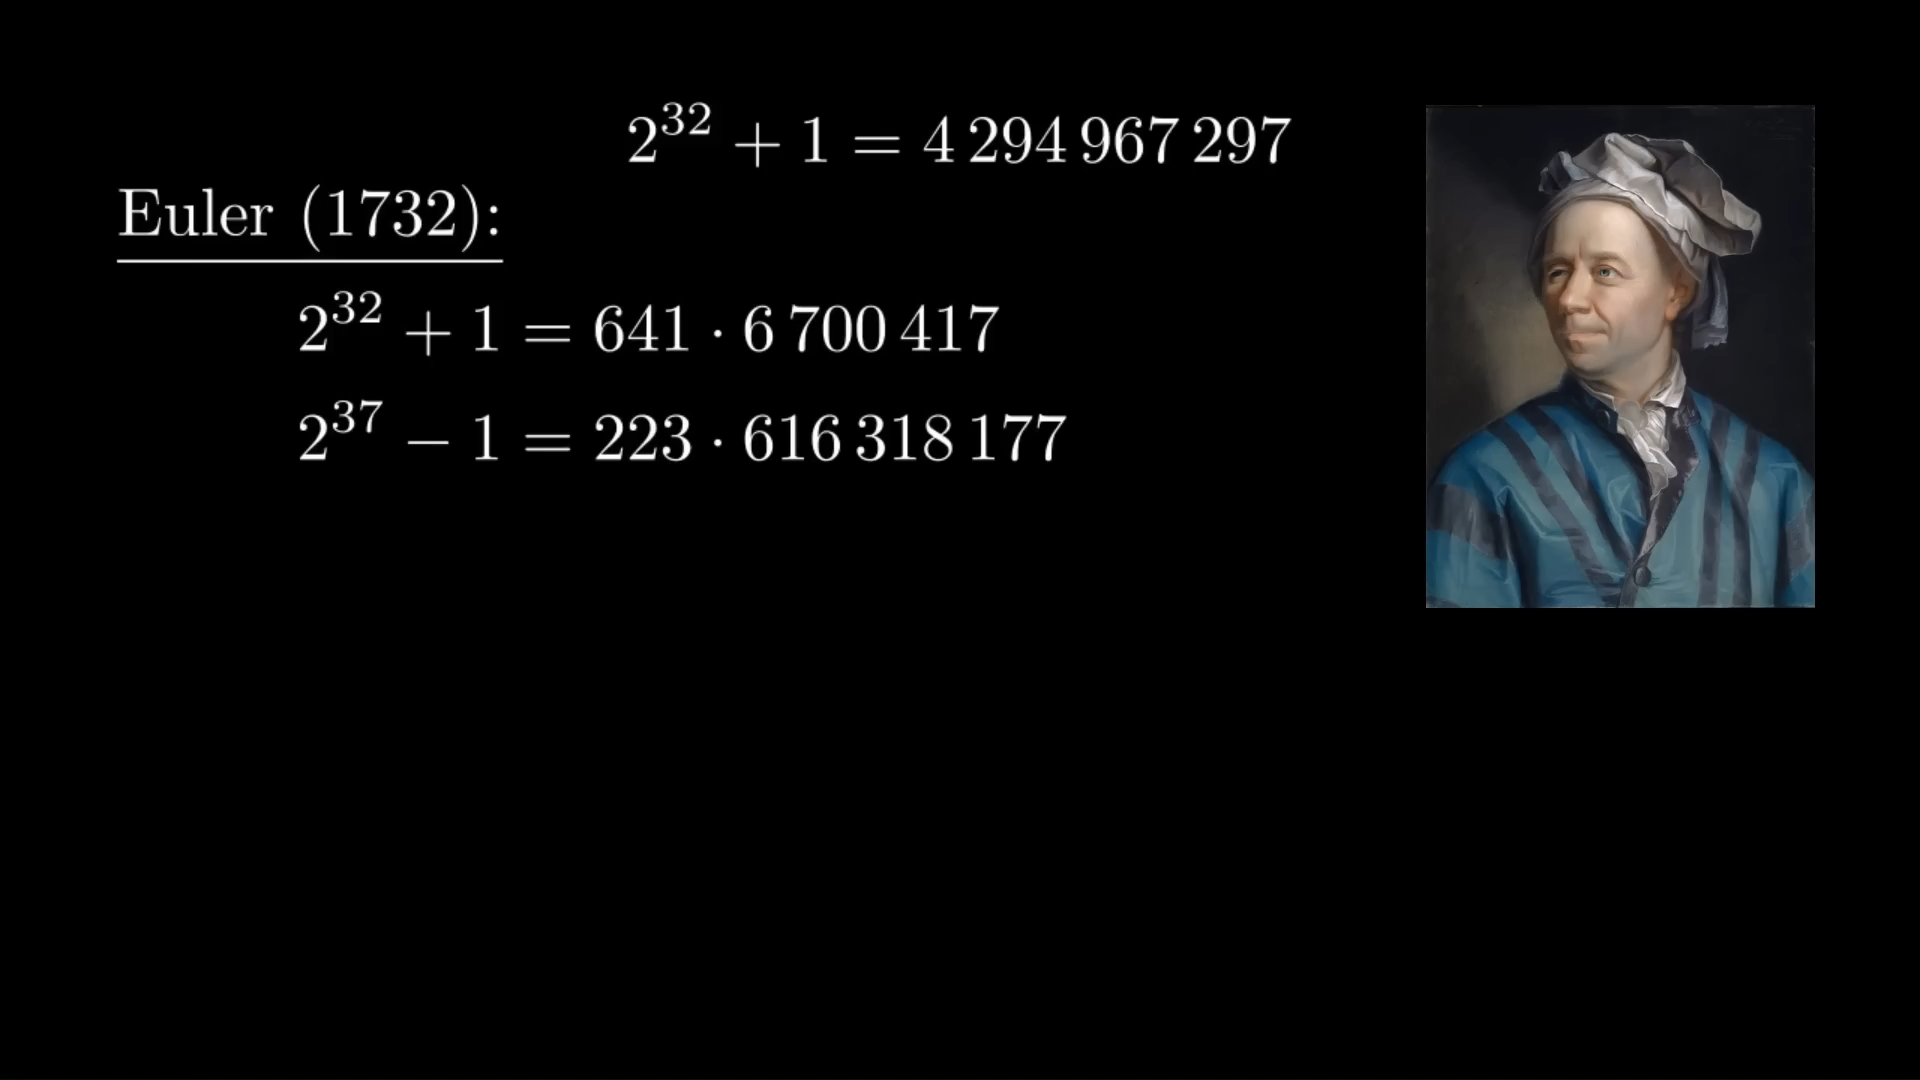 2^32 + 1 = 4 294 967 297
Euler (1732):
2^32 + 1 = 641 · 6 700 417
2^37 − 1 = 223 · 616 318 177